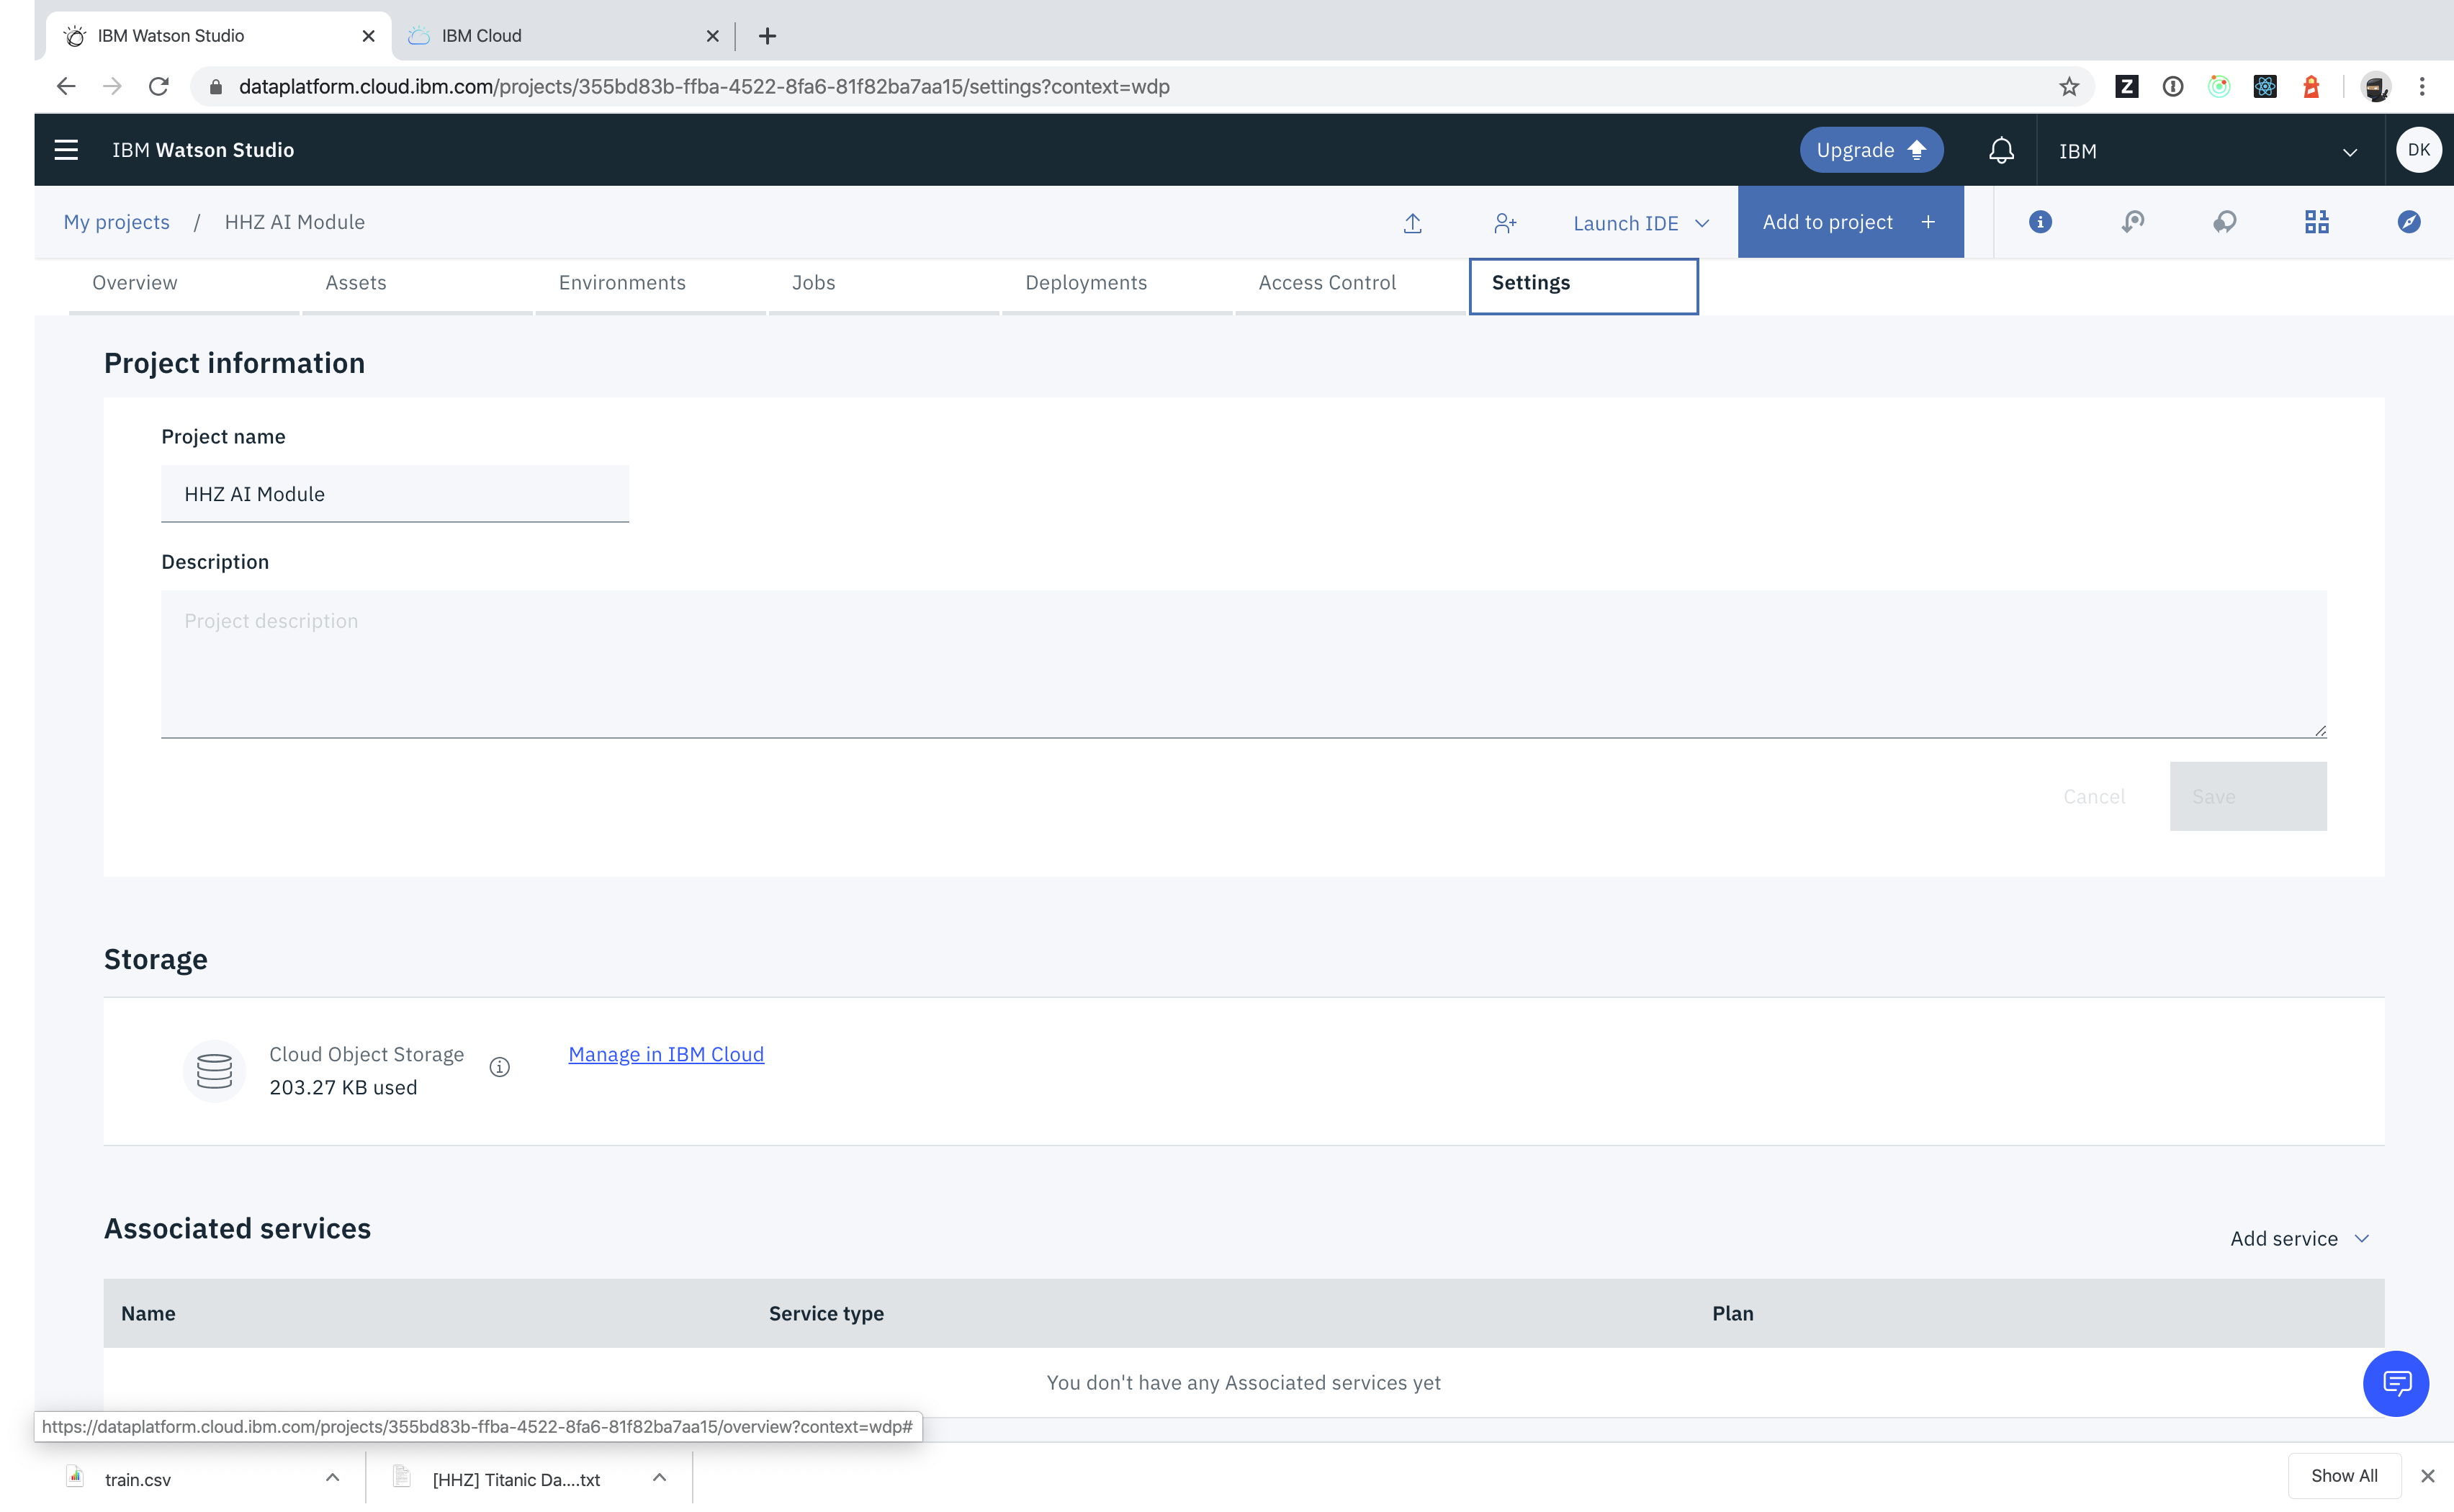 IBM Watson Studio
IBM Cloud
dataplatform.cloud.ibm.com/projects/355bd83b-ffba-4522-8fa6-81f82ba7aa15/settings?context=wdp
IBM Watson Studio
Upgrade
IBM
DK
My projects / HHZ AI Module
Launch IDE
Add to project +
Overview
Assets
Environments
Jobs
Deployments
Access Control
Settings
Project information
Project name
HHZ AI Module
Description
Project description
Cancel
Save
Storage
Cloud Object Storage
Manage in IBM Cloud
203.27 KB used
Associated services
Add service
Name
Service type
Plan
You don't have any Associated services yet
https://dataplatform.cloud.ibm.com/projects/355bd83b-ffba-4522-8fa6-81f82ba7aa15/overview?context=wdp#
train.csv
[HHZ] Titanic Da....txt
Show All